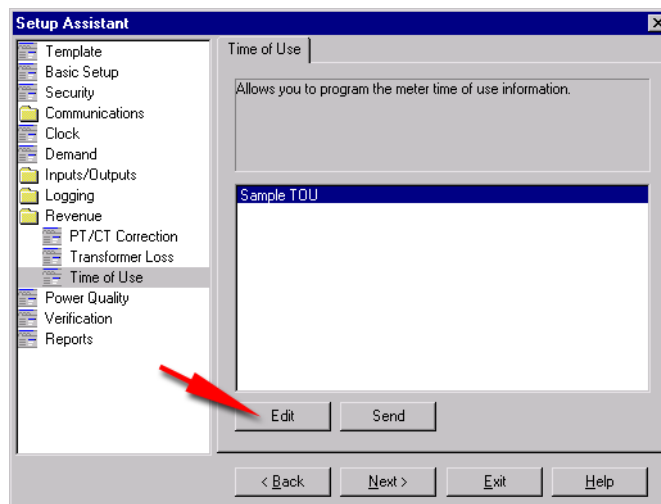 Setup Assistant
Template
Basic Setup
Security
Communications
Clock
Demand
Inputs/Outputs
Logging
Revenue
PT/CT Correction
Transformer Loss
Time of Use
Power Quality
Verification
Reports
Time of Use
Allows you to program the meter time of use information.
Sample TOU
Edit
Send
< Back
Next >
Exit
Help